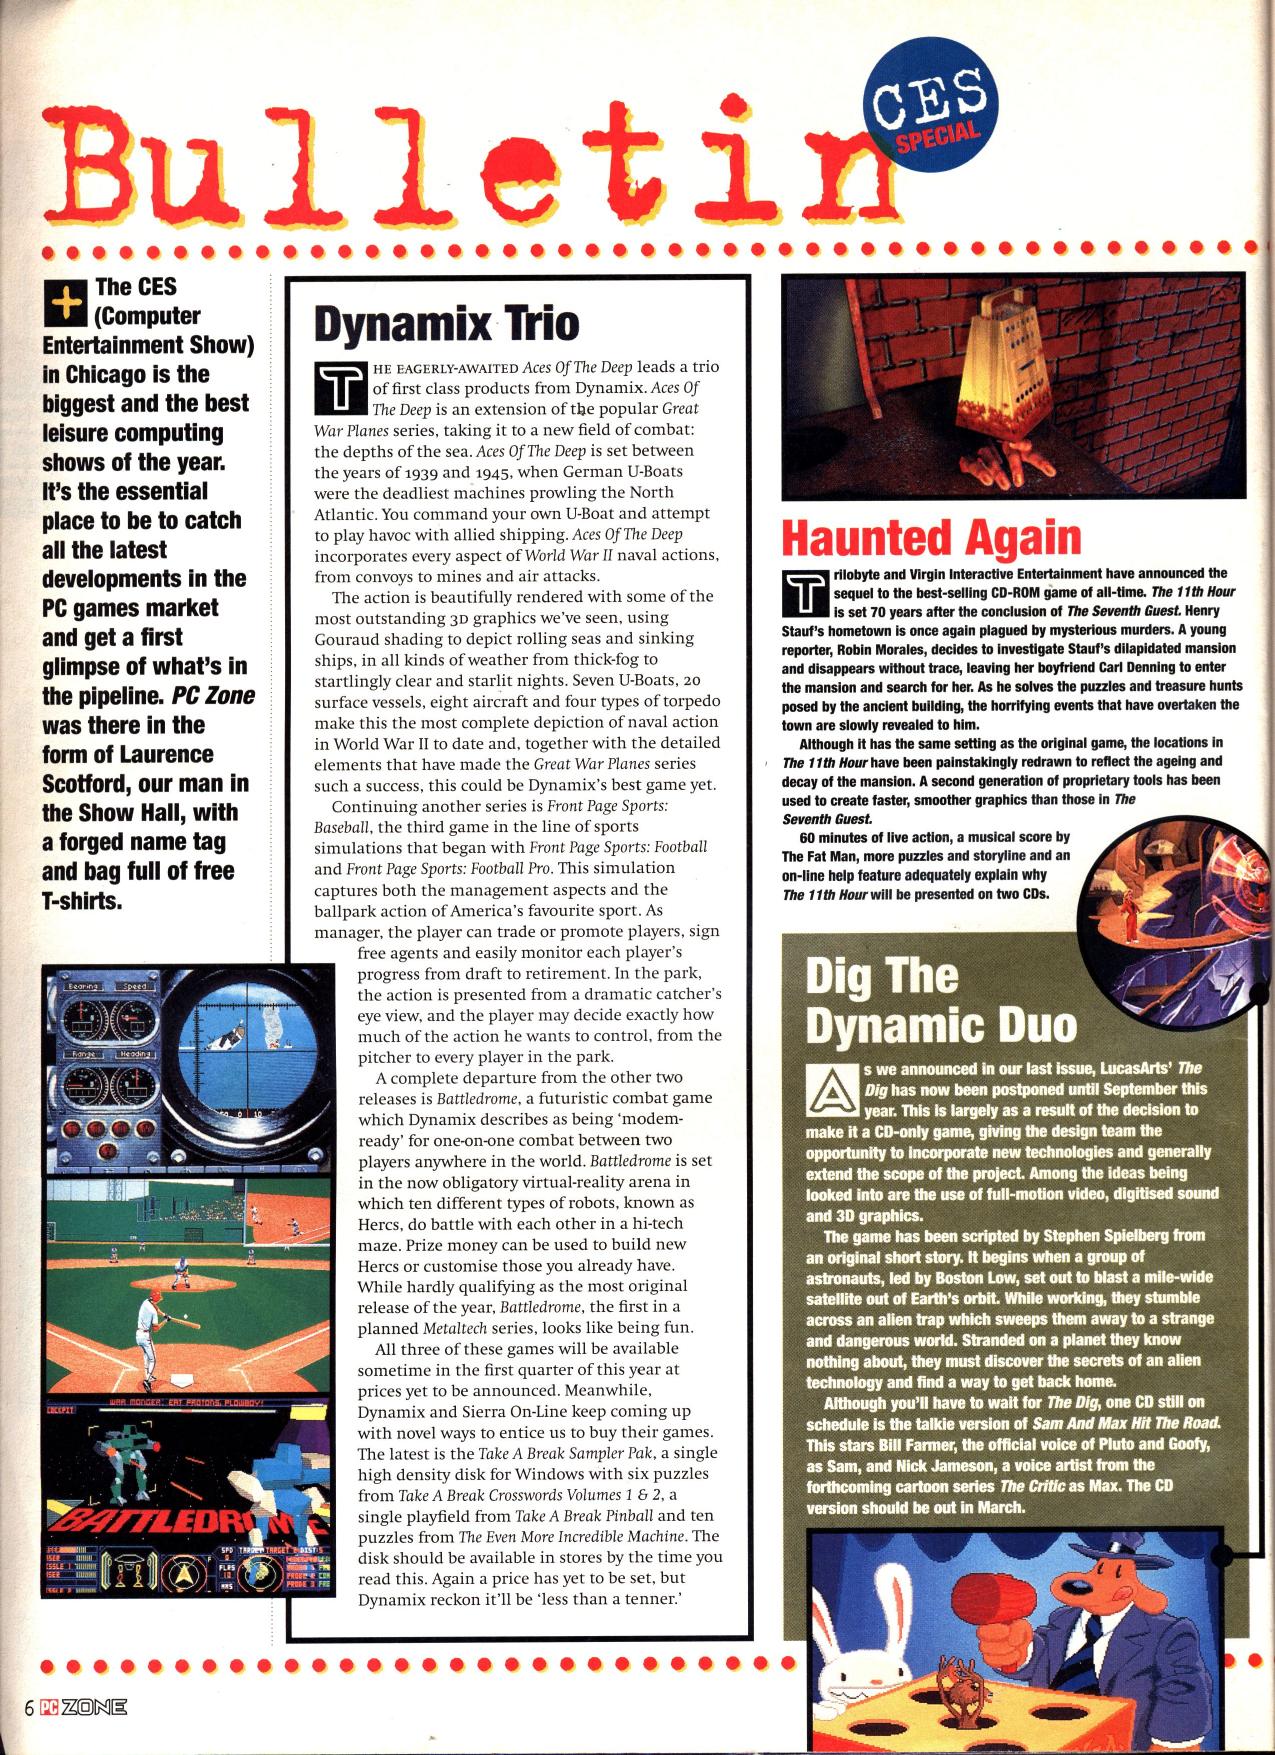 Bulletin
CES
SPECIAL
The CES
(Computer
Entertainment Show)
in Chicago is the
biggest and the best
leisure computing
shows of the year.
It's the essential
place to be to catch
all the latest
developments in the
PC games market
and get a first
glimpse of what's in
the pipeline. PC Zone
was there in the
form of Laurence
Scotford, our man in
the Show Hall, with
a forged name tag
and bag full of free
T-shirts.
Bearing Speed
Range Heading
WAR MONGER: EAT PROTONS, PLOWBOY!
COCKPIT
BATTLEDROME
Dynamix Trio
THE EAGERLY-AWAITED Aces Of The Deep leads a trio
of first class products from Dynamix. Aces Of
The Deep is an extension of the popular Great
War Planes series, taking it to a new field of combat:
the depths of the sea. Aces Of The Deep is set between
the years of 1939 and 1945, when German U-Boats
were the deadliest machines prowling the North
Atlantic. You command your own U-Boat and attempt
to play havoc with allied shipping. Aces Of The Deep
incorporates every aspect of World War II naval actions,
from convoys to mines and air attacks.
The action is beautifully rendered with some of the
most outstanding 3D graphics we've seen, using
Gouraud shading to depict rolling seas and sinking
ships, in all kinds of weather from thick-fog to
startlingly clear and starlit nights. Seven U-Boats, 20
surface vessels, eight aircraft and four types of torpedo
make this the most complete depiction of naval action
in World War II to date and, together with the detailed
elements that have made the Great War Planes series
such a success, this could be Dynamix's best game yet.
Continuing another series is Front Page Sports:
Baseball, the third game in the line of sports
simulations that began with Front Page Sports: Football
and Front Page Sports: Football Pro. This simulation
captures both the management aspects and the
ballpark action of America's favourite sport. As
manager, the player can trade or promote players, sign
free agents and easily monitor each player's
progress from draft to retirement. In the park,
the action is presented from a dramatic catcher's
eye view, and the player may decide exactly how
much of the action he wants to control, from the
pitcher to every player in the park.
A complete departure from the other two
releases is Battledrome, a futuristic combat game
which Dynamix describes as being 'modem-
ready' for one-on-one combat between two
players anywhere in the world. Battledrome is set
in the now obligatory virtual-reality arena in
which ten different types of robots, known as
Hercs, do battle with each other in a hi-tech
maze. Prize money can be used to build new
Hercs or customise those you already have.
While hardly qualifying as the most original
release of the year, Battledrome, the first in a
planned Metaltech series, looks like being fun.
All three of these games will be available
sometime in the first quarter of this year at
prices yet to be announced. Meanwhile,
Dynamix and Sierra On-Line keep coming up
with novel ways to entice us to buy their games.
The latest is the Take A Break Sampler Pak, a single
high density disk for Windows with six puzzles
from Take A Break Crosswords Volumes 1 & 2, a
single playfield from Take A Break Pinball and ten
puzzles from The Even More Incredible Machine. The
disk should be available in stores by the time you
read this. Again a price has yet to be set, but
Dynamix reckon it'll be 'less than a tenner.'
Haunted Again
Trilobyte and Virgin Interactive Entertainment have announced the
sequel to the best-selling CD-ROM game of all-time. The 11th Hour
is set 70 years after the conclusion of The Seventh Guest. Henry
Stauf's hometown is once again plagued by mysterious murders. A young
reporter, Robin Morales, decides to investigate Stauf's dilapidated mansion
and disappears without trace, leaving her boyfriend Carl Denning to enter
the mansion and search for her. As he solves the puzzles and treasure hunts
posed by the ancient building, the horrifying events that have overtaken the
town are slowly revealed to him.
Although it has the same setting as the original game, the locations in
The 11th Hour have been painstakingly redrawn to reflect the ageing and
decay of the mansion. A second generation of proprietary tools has been
used to create faster, smoother graphics than those in The
Seventh Guest.
60 minutes of live action, a musical score by
The Fat Man, more puzzles and storyline and an
on-line help feature adequately explain why
The 11th Hour will be presented on two CDs.
Dig The
Dynamic Duo
As we announced in our last issue, LucasArts' The
Dig has now been postponed until September this
year. This is largely as a result of the decision to
make it a CD-only game, giving the design team the
opportunity to incorporate new technologies and generally
extend the scope of the project. Among the ideas being
looked into are the use of full-motion video, digitised sound
and 3D graphics.
The game has been scripted by Stephen Spielberg from
an original short story. It begins when a group of
astronauts, led by Boston Low, set out to blast a mile-wide
satellite out of Earth's orbit. While working, they stumble
across an alien trap which sweeps them away to a strange
and dangerous world. Stranded on a planet they know
nothing about, they must discover the secrets of an alien
technology and find a way to get back home.
Although you'll have to wait for The Dig, one CD still on
schedule is the talkie version of Sam And Max Hit The Road.
This stars Bill Farmer, the official voice of Pluto and Goofy,
as Sam, and Nick Jameson, a voice artist from the
forthcoming cartoon series The Critic as Max. The CD
version should be out in March.
6 PC ZONE